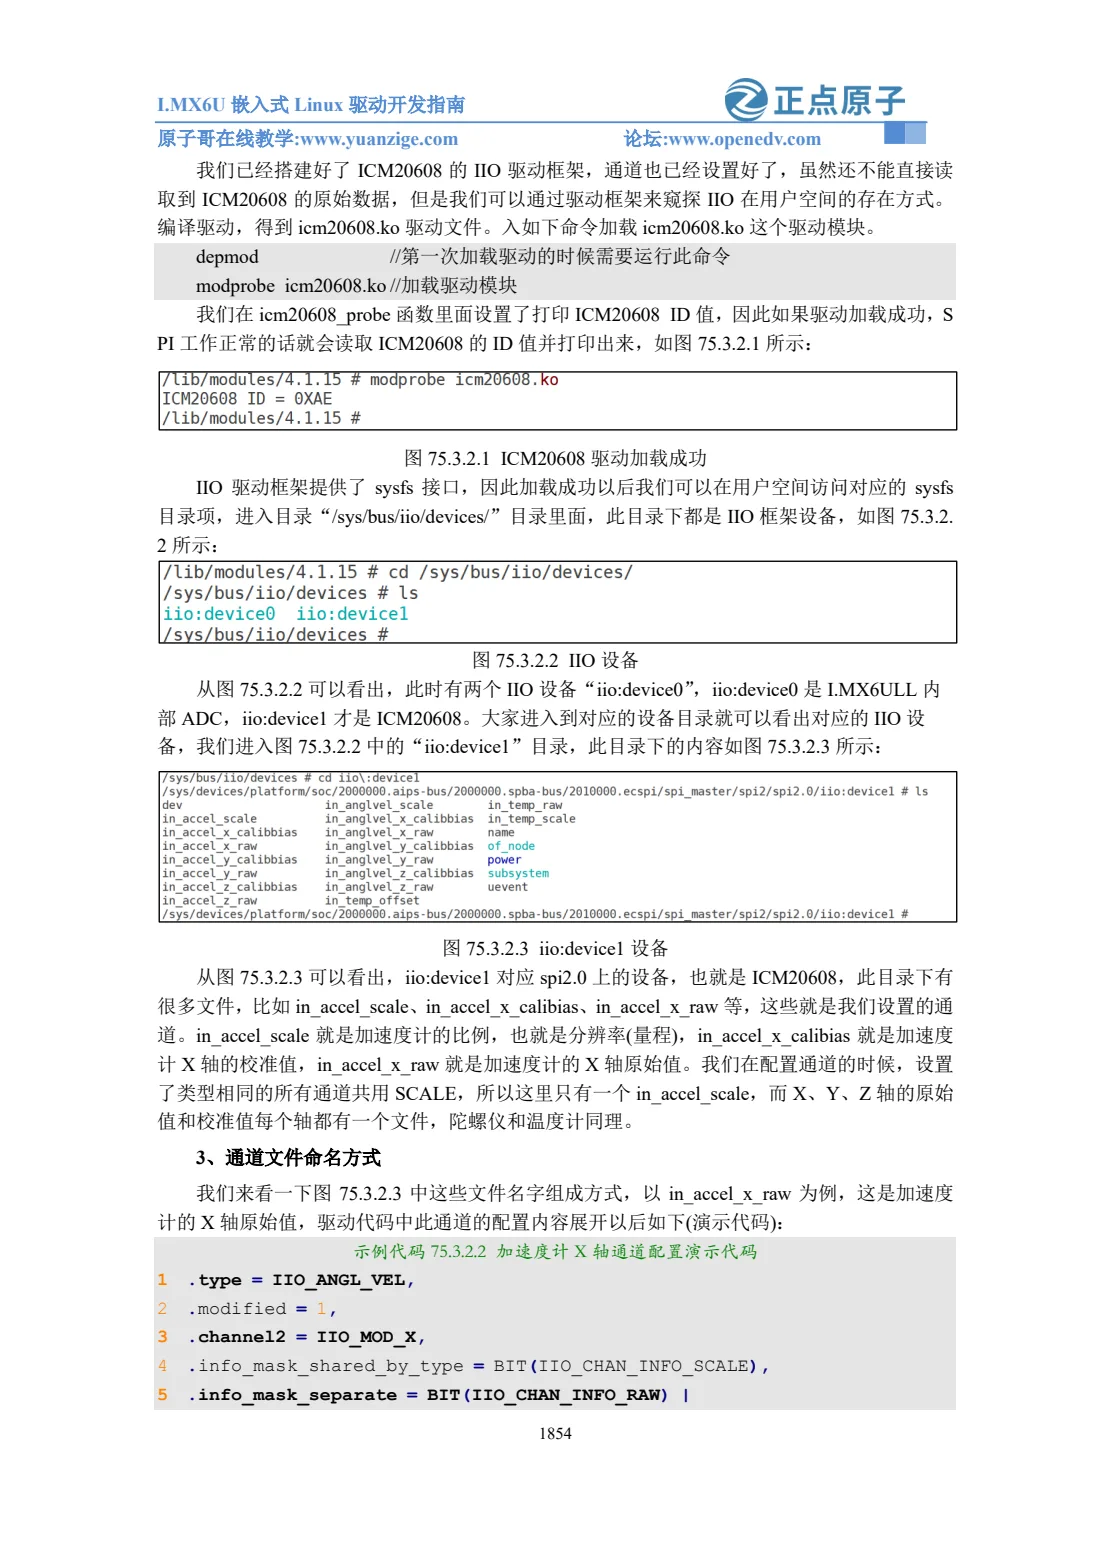 I.MX6U 嵌入式 Linux 驱动开发指南
正点原子
原子哥在线教学:www.yuanzige.com 论坛:www.openedv.com
我们已经搭建好了 ICM20608 的 IIO 驱动框架，通道也已经设置好了，虽然还不能直接读
取到 ICM20608 的原始数据，但是我们可以通过驱动框架来窥探 IIO 在用户空间的存在方式。
编译驱动，得到 icm20608.ko 驱动文件。入如下命令加载 icm20608.ko 这个驱动模块。
depmod //第一次加载驱动的时候需要运行此命令
modprobe icm20608.ko //加载驱动模块
我们在 icm20608_probe 函数里面设置了打印 ICM20608 ID 值，因此如果驱动加载成功，S
PI 工作正常的话就会读取 ICM20608 的 ID 值并打印出来，如图 75.3.2.1 所示：
/lib/modules/4.1.15 # modprobe icm20608.ko
ICM20608 ID = 0XAE
/lib/modules/4.1.15 #
图 75.3.2.1 ICM20608 驱动加载成功
IIO 驱动框架提供了 sysfs 接口，因此加载成功以后我们可以在用户空间访问对应的 sysfs
目录项，进入目录“/sys/bus/iio/devices/”目录里面，此目录下都是 IIO 框架设备，如图 75.3.2.
2 所示：
/lib/modules/4.1.15 # cd /sys/bus/iio/devices/
/sys/bus/iio/devices # ls
iio:device0 iio:device1
/sys/bus/iio/devices #
图 75.3.2.2 IIO 设备
从图 75.3.2.2 可以看出，此时有两个 IIO 设备“iio:device0”，iio:device0 是 I.MX6ULL 内
部 ADC，iio:device1 才是 ICM20608。大家进入到对应的设备目录就可以看出对应的 IIO 设
备，我们进入图 75.3.2.2 中的“iio:device1”目录，此目录下的内容如图 75.3.2.3 所示：
/sys/bus/iio/devices # cd iio\:device1
/sys/devices/platform/soc/2000000.aips-bus/2000000.spba-bus/2010000.ecspi/spi_master/spi2/spi2.0/iio:device1 # ls
dev in_anglvel_scale in_temp_raw
in_accel_scale in_anglvel_x_calibbias in_temp_scale
in_accel_x_calibbias in_anglvel_x_raw name
in_accel_x_raw in_anglvel_y_calibbias of_node
in_accel_y_calibbias in_anglvel_y_raw power
in_accel_y_raw in_anglvel_z_calibbias subsystem
in_accel_z_calibbias in_anglvel_z_raw uevent
in_accel_z_raw in_temp_offset
/sys/devices/platform/soc/2000000.aips-bus/2000000.spba-bus/2010000.ecspi/spi_master/spi2/spi2.0/iio:device1 #
图 75.3.2.3 iio:device1 设备
从图 75.3.2.3 可以看出，iio:device1 对应 spi2.0 上的设备，也就是 ICM20608，此目录下有
很多文件，比如 in_accel_scale、in_accel_x_calibias、in_accel_x_raw 等，这些就是我们设置的通
道。in_accel_scale 就是加速度计的比例，也就是分辨率(量程)，in_accel_x_calibias 就是加速度
计 X 轴的校准值，in_accel_x_raw 就是加速度计的 X 轴原始值。我们在配置通道的时候，设置
了类型相同的所有通道共用 SCALE，所以这里只有一个 in_accel_scale，而 X、Y、Z 轴的原始
值和校准值每个轴都有一个文件，陀螺仪和温度计同理。
3、通道文件命名方式
我们来看一下图 75.3.2.3 中这些文件名字组成方式，以 in_accel_x_raw 为例，这是加速度
计的 X 轴原始值，驱动代码中此通道的配置内容展开以后如下(演示代码)：
示例代码 75.3.2.2 加速度计 X 轴通道配置演示代码
1 .type = IIO_ANGL_VEL,
2 .modified = 1,
3 .channel2 = IIO_MOD_X,
4 .info_mask_shared_by_type = BIT(IIO_CHAN_INFO_SCALE),
5 .info_mask_separate = BIT(IIO_CHAN_INFO_RAW) |
1854